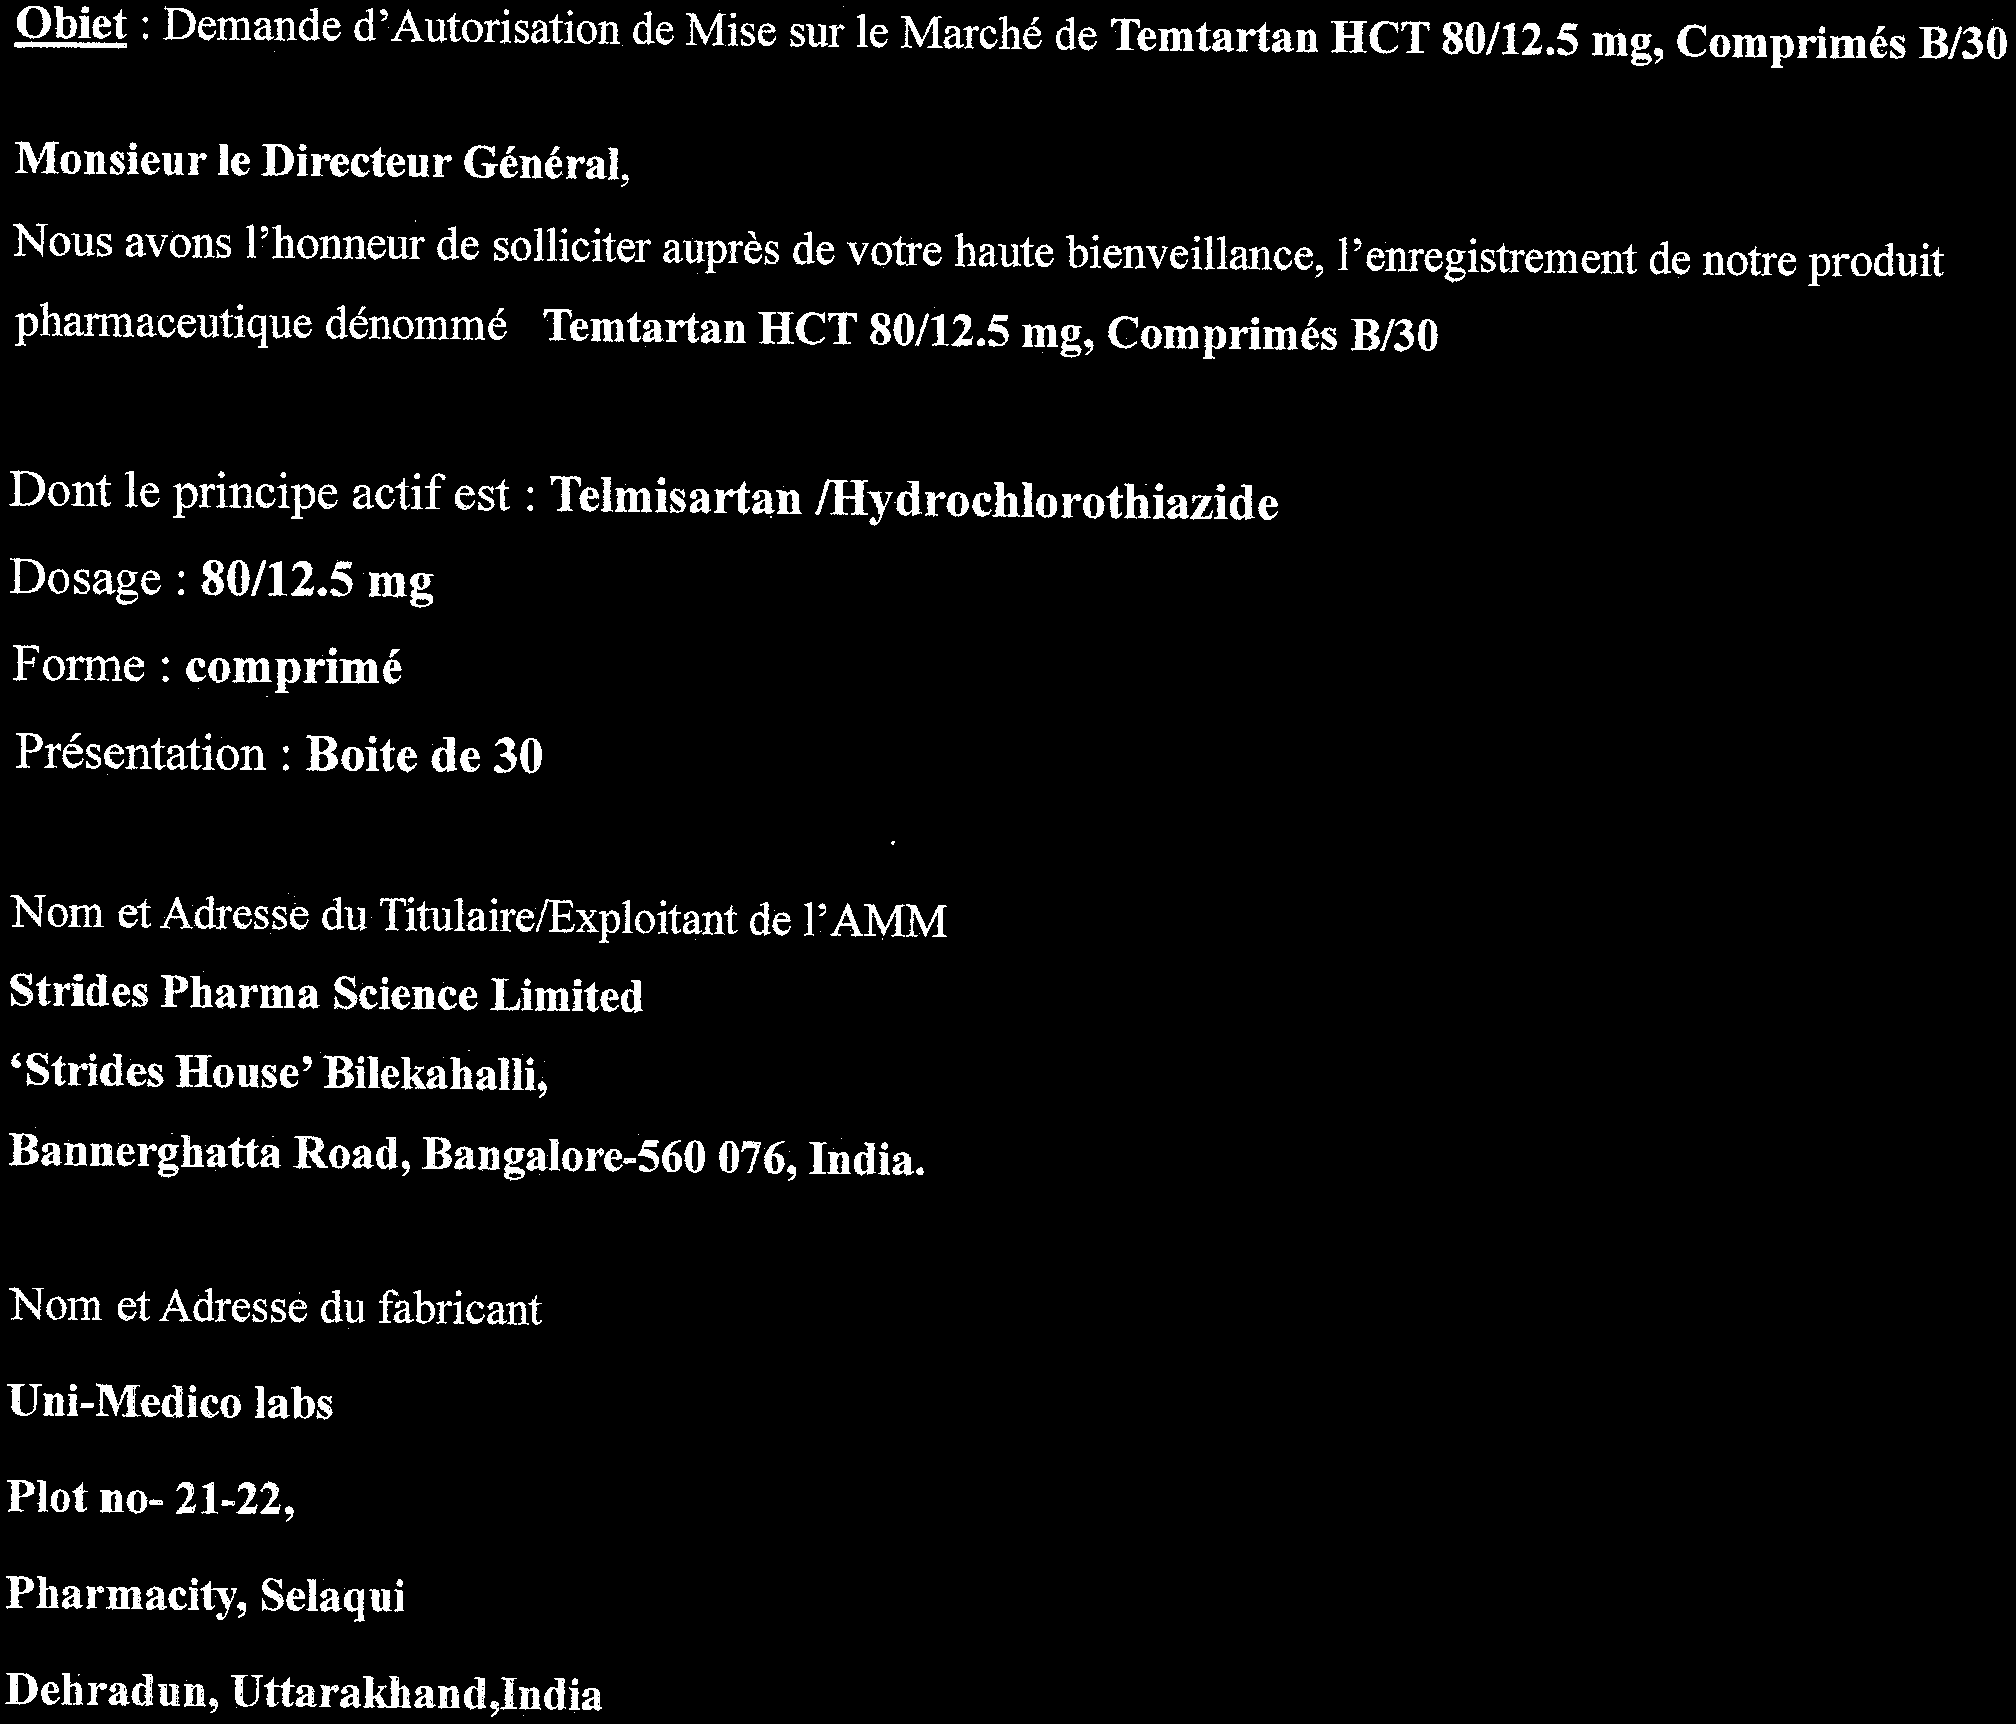 Objet : Demande d'Autorisation de Mise sur le Marché de Temtartan HCT 80/12.5 mg, Comprimés B/30
Monsieur le Directeur Général,
Nous avons l'honneur de solliciter auprès de votre haute bienveillance, l'enregistrement de notre produit
pharmaceutique dénommé Temtartan HCT 80/12.5 mg, Comprimés B/30
Dont le principe actif est : Telmisartan /Hydrochlorothiazide
Dosage : 80/12.5 mg
Forme : comprimé
Présentation : Boite de 30
Nom et Adresse du Titulaire/Exploitant de l'AMM
Strides Pharma Science Limited
‘Strides House’ Bilekahalli,
Bannerghatta Road, Bangalore-560 076, India.
Nom et Adresse du fabricant
Uni-Medico labs
Plot no- 21-22,
Pharmacity, Selaqui
Dehradun, Uttarakhand,India